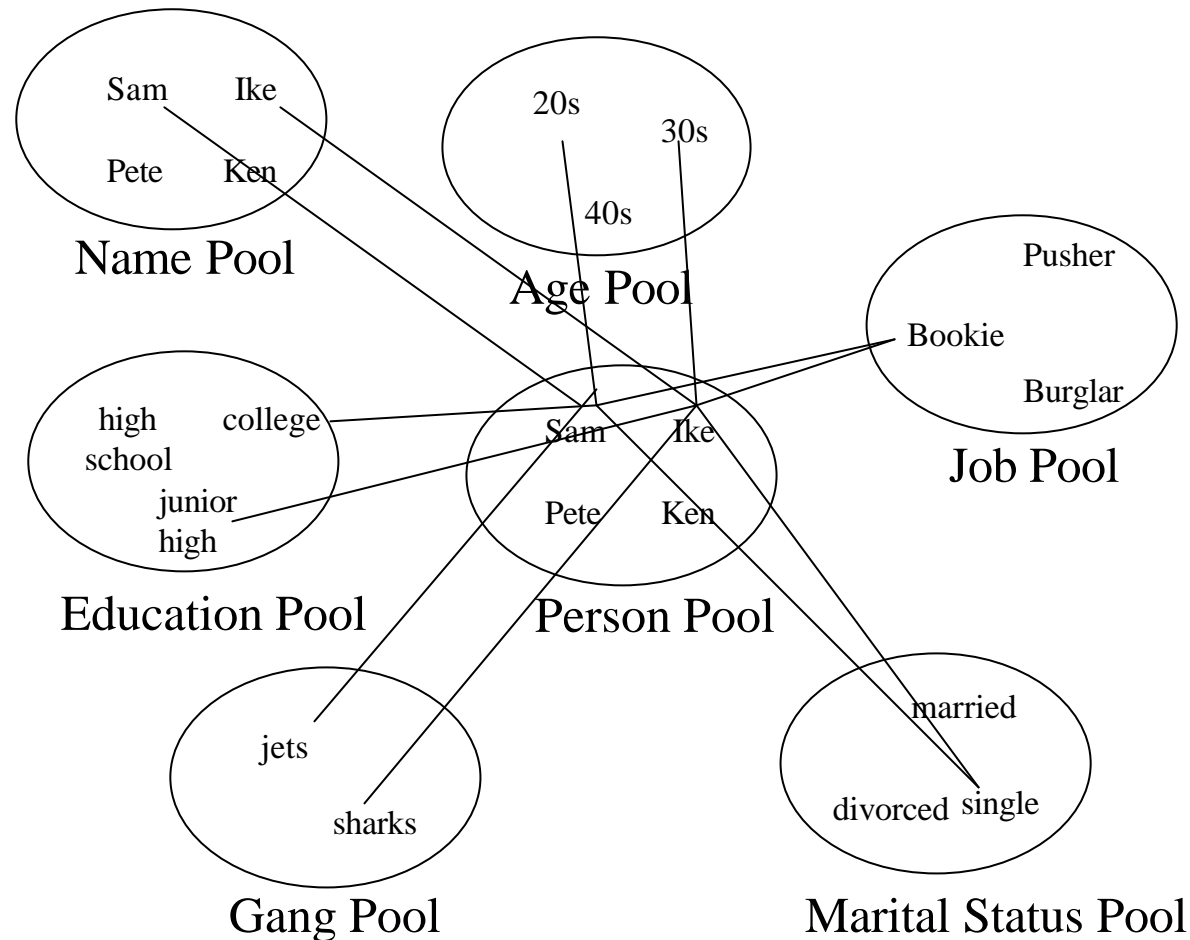 Sam Ike
Pete Ken
Name Pool
20s
30s
40s
Age Pool
Pusher
Bookie
Burglar
Job Pool
high college
school
junior
high
Education Pool
Sam Ike
Pete Ken
Person Pool
jets
sharks
Gang Pool
married
divorced single
Marital Status Pool